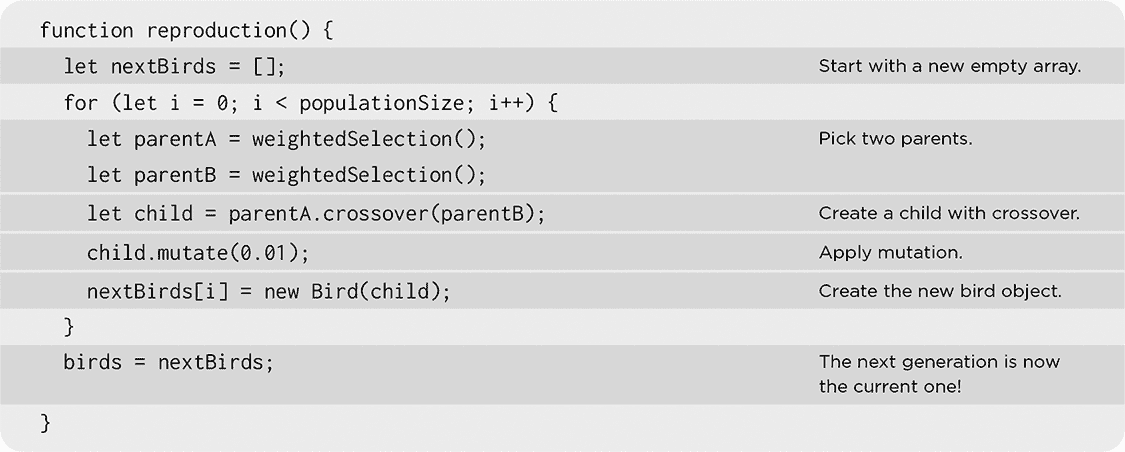 function reproduction() {
let nextBirds = []; Start with a new empty array.
for (let i = 0; i < populationSize; i++) {
let parentA = weightedSelection(); Pick two parents.
let parentB = weightedSelection();
let child = parentA.crossover(parentB); Create a child with crossover.
child.mutate(0.01); Apply mutation.
nextBirds[i] = new Bird(child); Create the new bird object.
}
birds = nextBirds; The next generation is now
the current one!
}